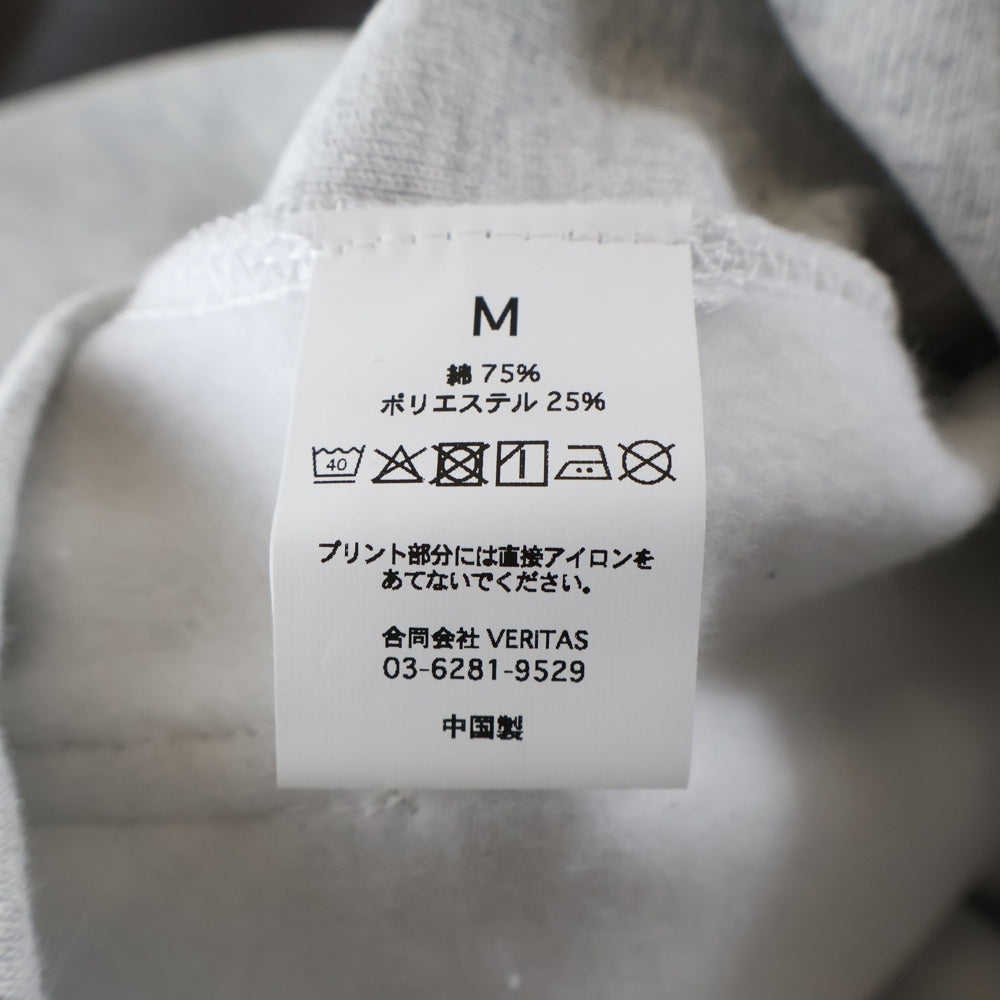 M
綿 75%
ポリエステル 25%
40
プリント部分には直接アイロンを
あてないでください。
合同会社 VERITAS
03-6281-9529
中国製